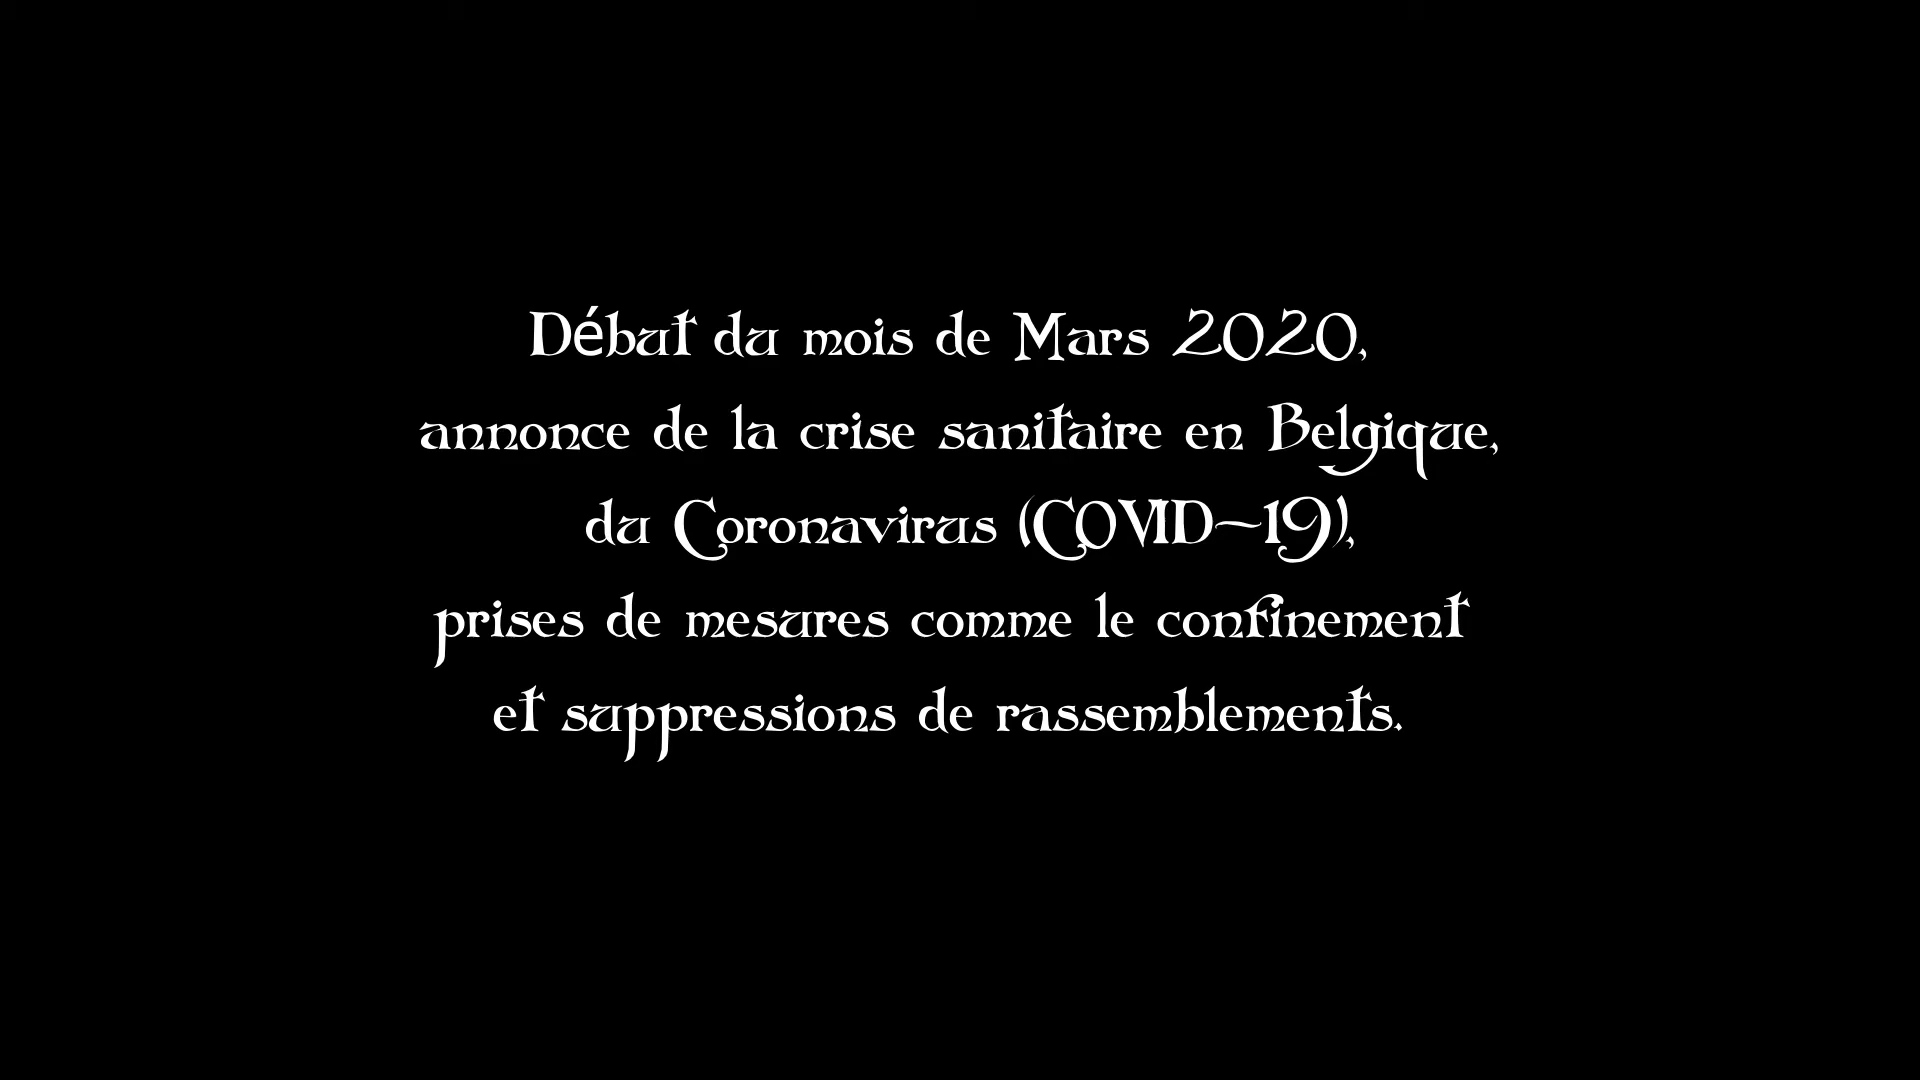 Début du mois de Mars 2020,
annonce de la crise sanitaire en Belgique,
du Coronavirus (COVID-19),
prises de mesures comme le confinement
et suppressions de rassemblements.